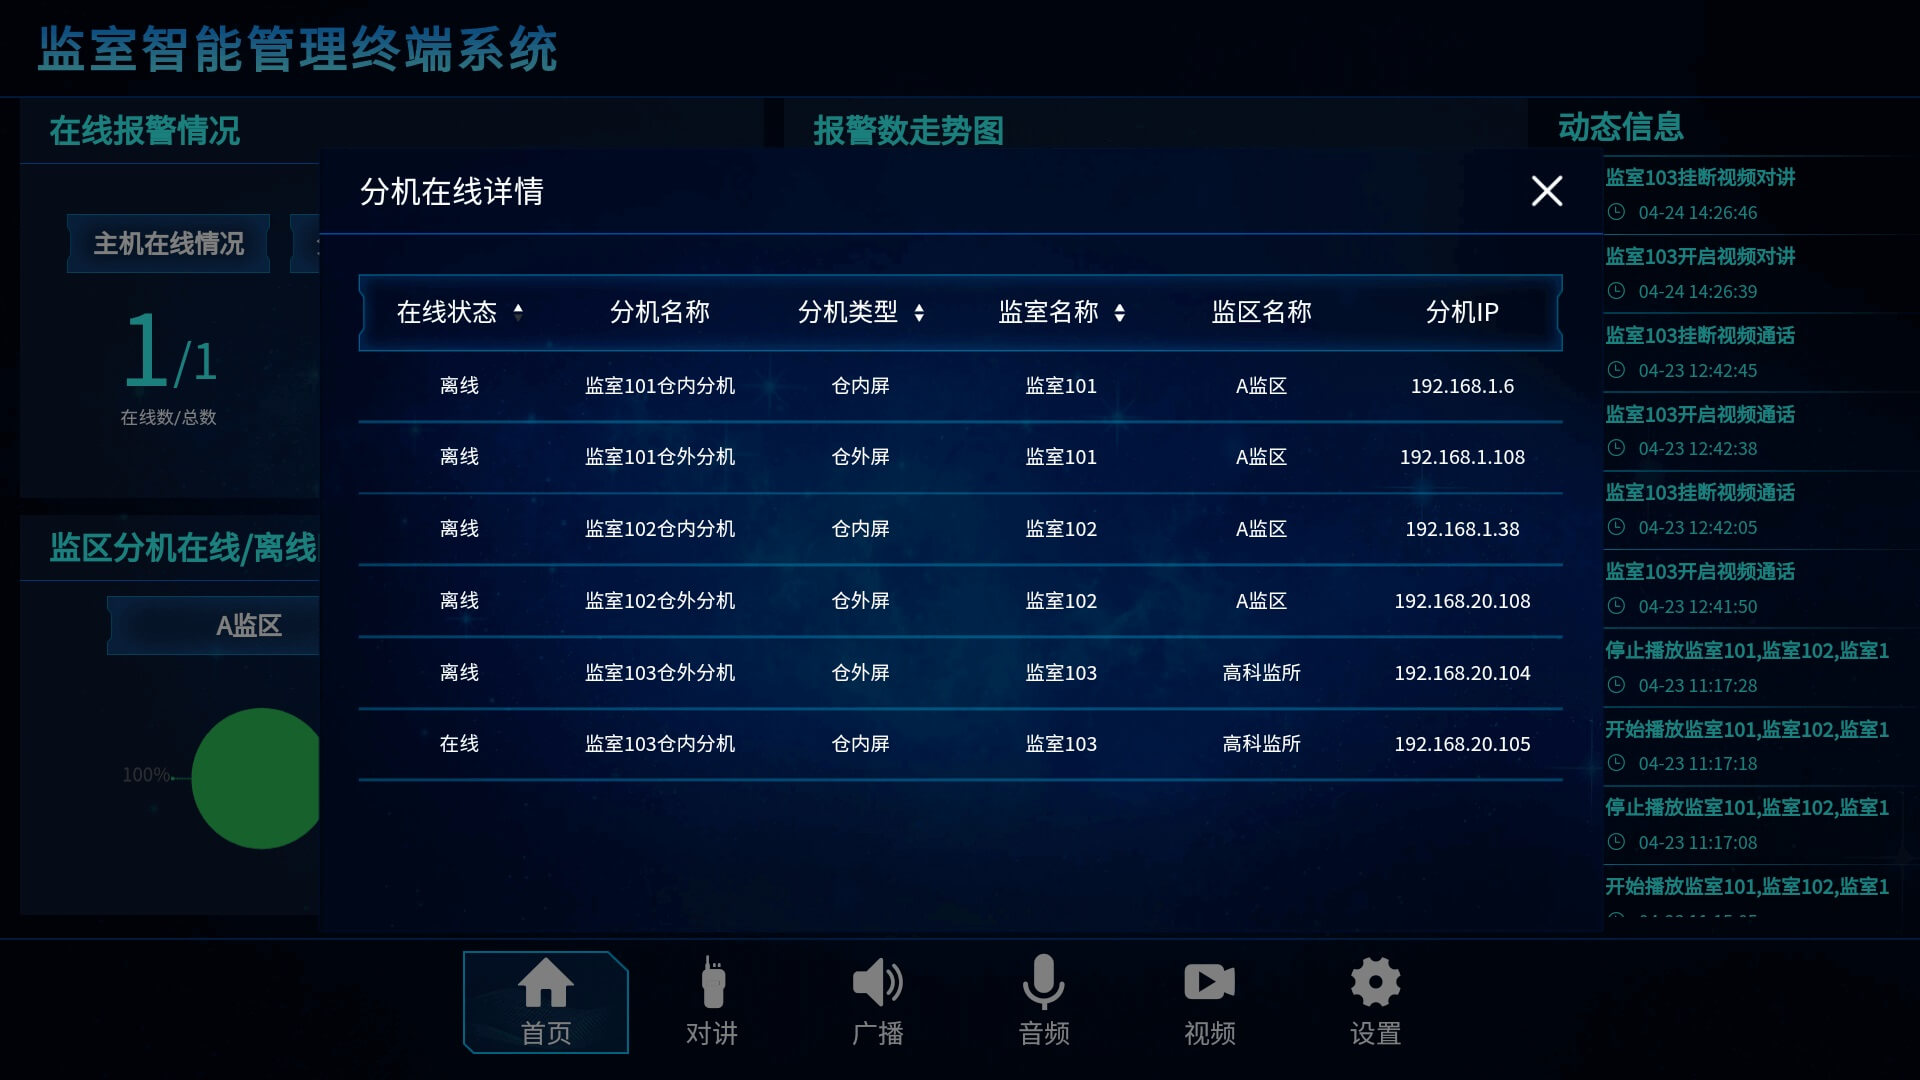 监室智能管理终端系统
在线报警情况
报警数走势图
动态信息
主机在线情况
1/1
在线数/总数
监区分机在线/离线
A监区
100%
分机在线详情
在线状态 分机名称 分机类型 监室名称 监区名称 分机IP
离线 监室101仓内分机 仓内屏 监室101 A监区 192.168.1.6
离线 监室101仓外分机 仓外屏 监室101 A监区 192.168.1.108
离线 监室102仓内分机 仓内屏 监室102 A监区 192.168.1.38
离线 监室102仓外分机 仓外屏 监室102 A监区 192.168.20.108
离线 监室103仓外分机 仓外屏 监室103 高科监所 192.168.20.104
在线 监室103仓内分机 仓内屏 监室103 高科监所 192.168.20.105
监室103挂断视频对讲
04-24 14:26:46
监室103开启视频对讲
04-24 14:26:39
监室103挂断视频通话
04-23 12:42:45
监室103开启视频通话
04-23 12:42:38
监室103挂断视频通话
04-23 12:42:05
监室103开启视频通话
04-23 12:41:50
停止播放监室101,监室102,监室1
04-23 11:17:28
开始播放监室101,监室102,监室1
04-23 11:17:18
停止播放监室101,监室102,监室1
04-23 11:17:08
开始播放监室101,监室102,监室1
首页 对讲 广播 音频 视频 设置